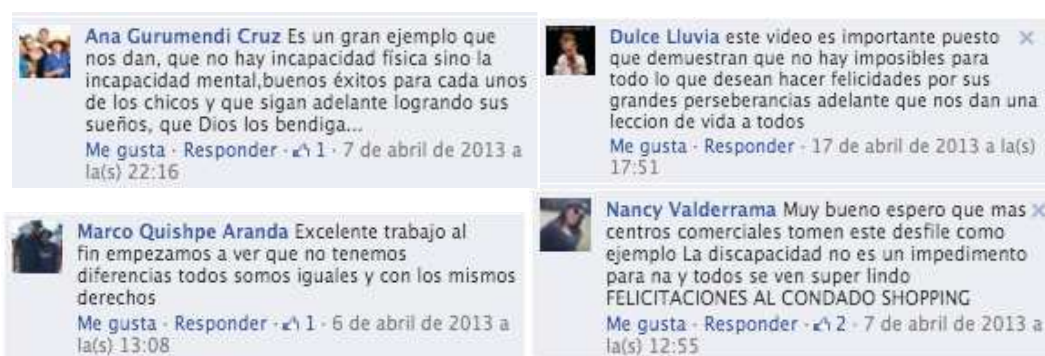 Ana Gurumendi Cruz Es un gran ejemplo que
nos dan, que no hay incapacidad física sino la
incapacidad mental,buenos éxitos para cada unos
de los chicos y que sigan adelante logrando sus
sueños, que Dios los bendiga...
Me gusta · Responder · 1 · 7 de abril de 2013 a
la(s) 22:16
Dulce Lluvia este video es importante puesto
que demuestran que no hay imposibles para
todo lo que desean hacer felicidades por sus
grandes perseberancias adelante que nos dan una
leccion de vida a todos
Me gusta · Responder · 17 de abril de 2013 a la(s)
17:51
Marco Quishpe Aranda Excelente trabajo al
fin empezamos a ver que no tenemos
diferencias todos somos iguales y con los mismos
derechos
Me gusta · Responder · 1 · 6 de abril de 2013 a
la(s) 13:08
Nancy Valderrama Muy bueno espero que mas
centros comerciales tomen este desfile como
ejemplo La discapacidad no es un impedimento
para na y todos se ven super lindo
FELICITACIONES AL CONDADO SHOPPING
Me gusta · Responder · 2 · 7 de abril de 2013 a
la(s) 12:55